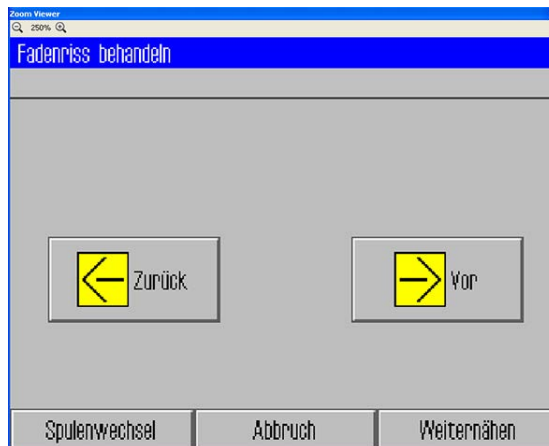 Zoom Viewer
250%
Fadenriss behandeln
Zurück
Vor
Spulenwechsel
Abbruch
Weiternähen